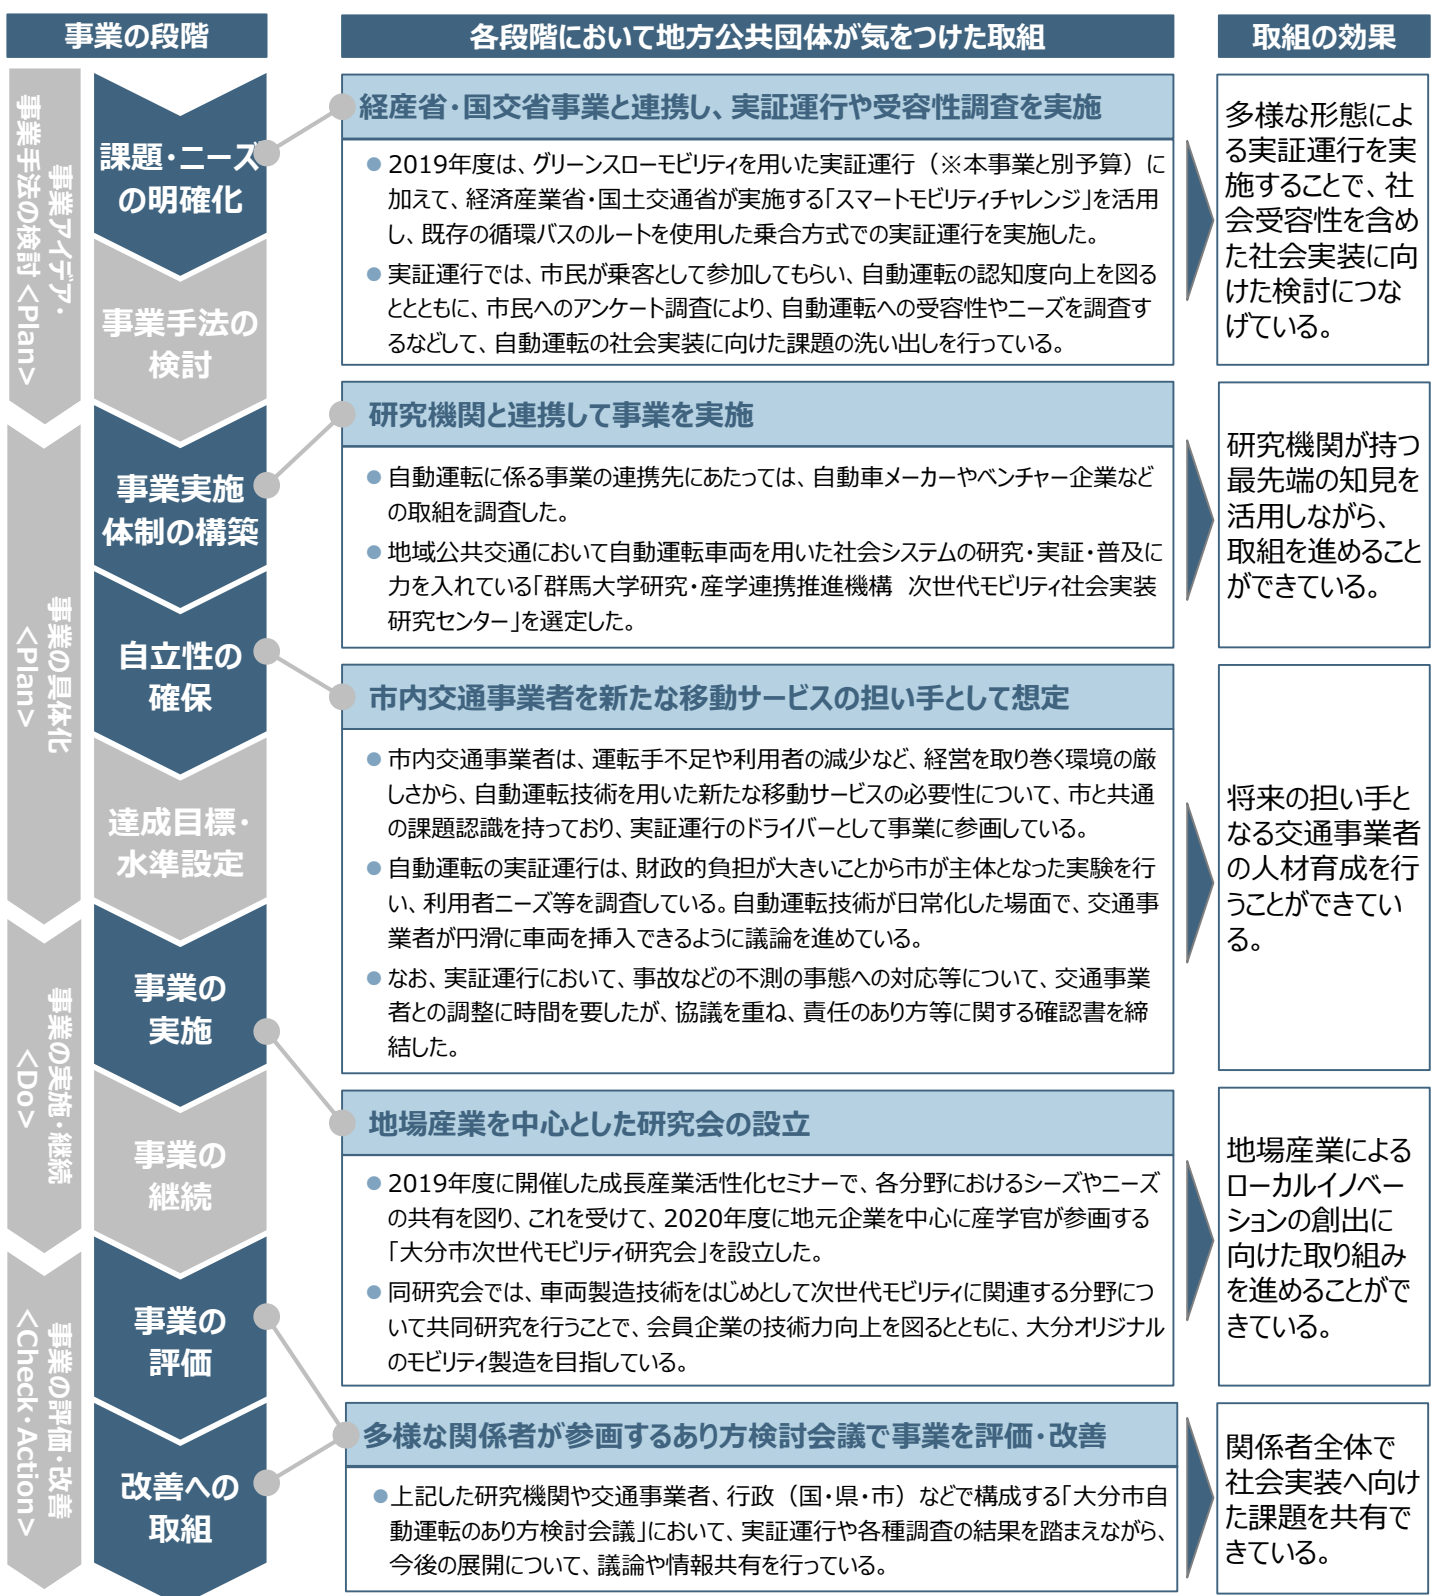 事業の段階
各段階において地方公共団体が気をつけた取組
取組の効果
事業アイデア・
事業手法の検討 <Plan>
課題・ニーズ
の明確化
事業手法の
検討
経産省・国交省事業と連携し、実証運行や受容性調査を実施
●2019年度は、グリーンスローモビリティを用いた実証運行（※本事業と別予算）に
加えて、経済産業省・国土交通省が実施する「スマートモビリティチャレンジ」を活用
し、既存の循環バスのルートを使用した乗合方式での実証運行を実施した。
●実証運行では、市民が乗客として参加してもらい、自動運転の認知度向上を図る
とともに、市民へのアンケート調査により、自動運転への受容性やニーズを調査す
るなどして、自動運転の社会実装に向けた課題の洗い出しを行っている。
多様な形態によ
る実証運行を実
施することで、社
会受容性を含め
た社会実装に向
けた検討につな
げている。
事業の具体化
<Plan>
事業実施
体制の構築
自立性の
確保
達成目標・
水準設定
研究機関と連携して事業を実施
●自動運転に係る事業の連携先にあたっては、自動車メーカーやベンチャー企業など
の取組を調査した。
●地域公共交通において自動運転車両を用いた社会システムの研究・実証・普及に
力を入れている「群馬大学研究・産学連携推進機構 次世代モビリティ社会実装
研究センター」を選定した。
研究機関が持つ
最先端の知見を
活用しながら、
取組を進めること
ができている。
市内交通事業者を新たな移動サービスの担い手として想定
●市内交通事業者は、運転手不足や利用者の減少など、経営を取り巻く環境の厳
しさから、自動運転技術を用いた新たな移動サービスの必要性について、市と共通
の課題認識を持っており、実証運行のドライバーとして事業に参画している。
●自動運転の実証運行は、財政的負担が大きいことから市が主体となった実験を行
い、利用者ニーズ等を調査している。自動運転技術が日常化した場面で、交通事
業者が円滑に車両を挿入できるように議論を進めている。
●なお、実証運行において、事故などの不測の事態への対応等について、交通事業
者との調整に時間を要したが、協議を重ね、責任のあり方等に関する確認書を締
結した。
将来の担い手と
なる交通事業者
の人材育成を行
うことができてい
る。
事業の実施・継続
<Do>
事業の
実施
事業の
継続
地場産業を中心とした研究会の設立
●2019年度に開催した成長産業活性化セミナーで、各分野におけるシーズやニーズ
の共有を図り、これを受けて、2020年度に地元企業を中心に産学官が参画する
「大分市次世代モビリティ研究会」を設立した。
●同研究会では、車両製造技術をはじめとして次世代モビリティに関連する分野につ
いて共同研究を行うことで、会員企業の技術力向上を図るとともに、大分オリジナル
のモビリティ製造を目指している。
地場産業による
ローカルイノベー
ションの創出に
向けた取り組み
を進めることがで
きている。
事業の評価・改善
<Check・Action>
事業の
評価
改善への
取組
多様な関係者が参画するあり方検討会議で事業を評価・改善
●上記した研究機関や交通事業者、行政（国・県・市）などで構成する「大分市自
動運転のあり方検討会議」において、実証運行や各種調査の結果を踏まえながら、
今後の展開について、議論や情報共有を行っている。
関係者全体で
社会実装へ向け
た課題を共有で
きている。